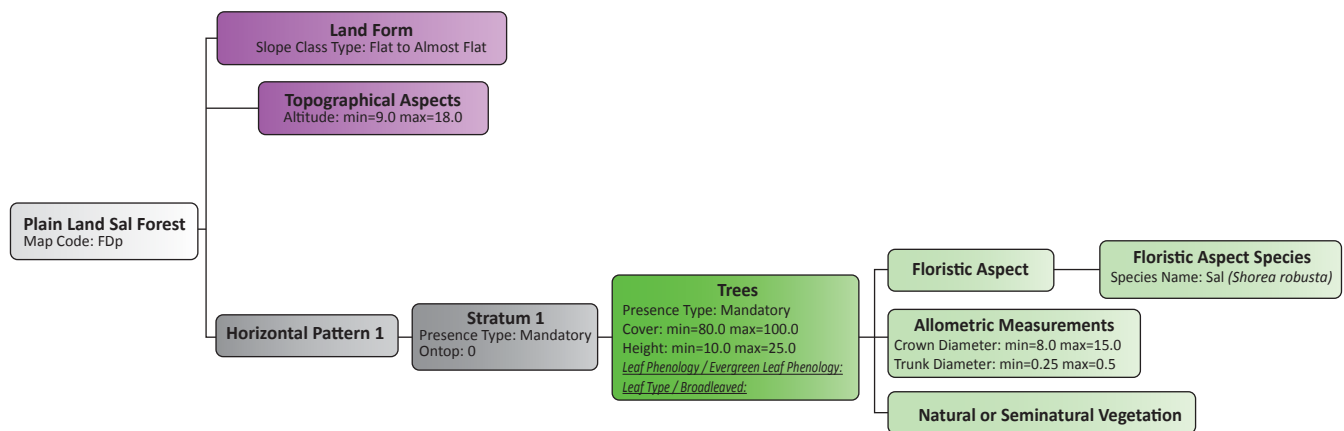 Land Form
Slope Class Type: Flat to Almost Flat
Topographical Aspects
Altitude: min=9.0 max=18.0
Plain Land Sal Forest
Map Code: FDp
Horizontal Pattern 1
Stratum 1
Presence Type: Mandatory
Ontop: 0
Trees
Presence Type: Mandatory
Cover: min=80.0 max=100.0
Height: min=10.0 max=25.0
Leaf Phenology / Evergreen Leaf Phenology:
Leaf Type / Broadleaved:
Floristic Aspect
Floristic Aspect Species
Species Name: Sal (Shorea robusta)
Allometric Measurements
Crown Diameter: min=8.0 max=15.0
Trunk Diameter: min=0.25 max=0.5
Natural or Seminatural Vegetation